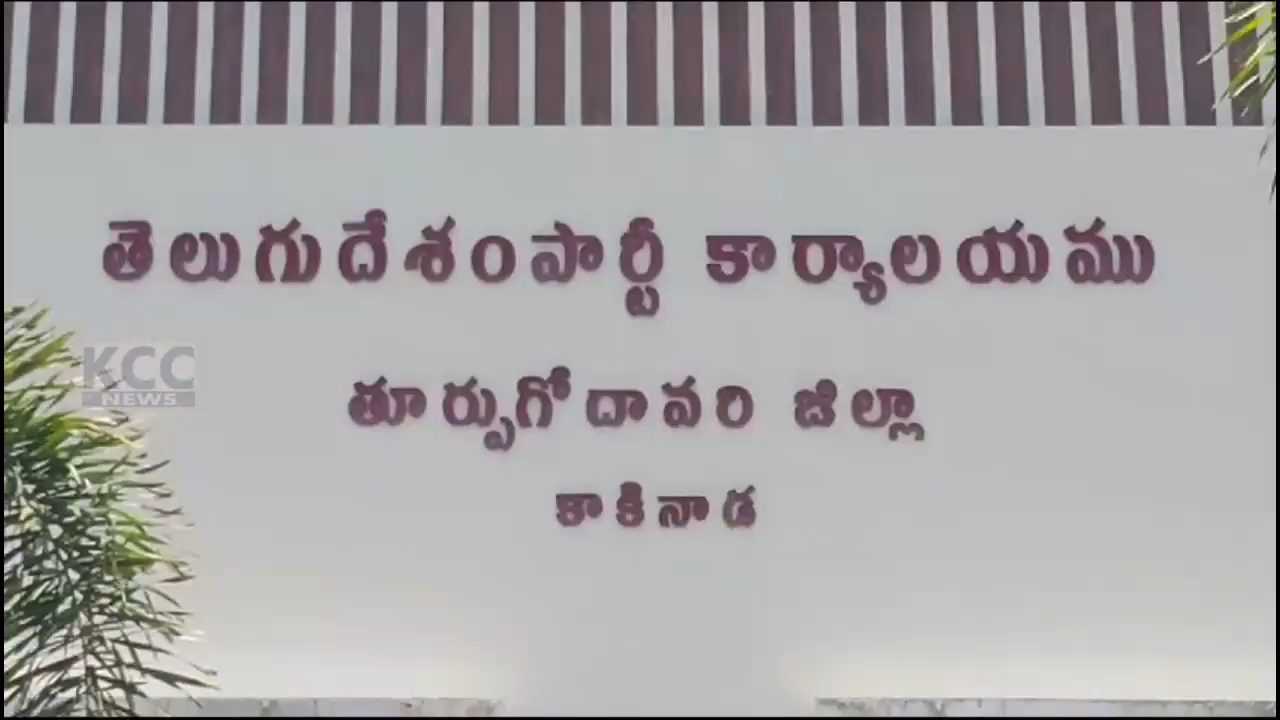 తెలుగుదేశంపార్టీ కార్యాలయము
KCC
NEWS
తూర్పుగోదావరి జిల్లా
కాకినాడ